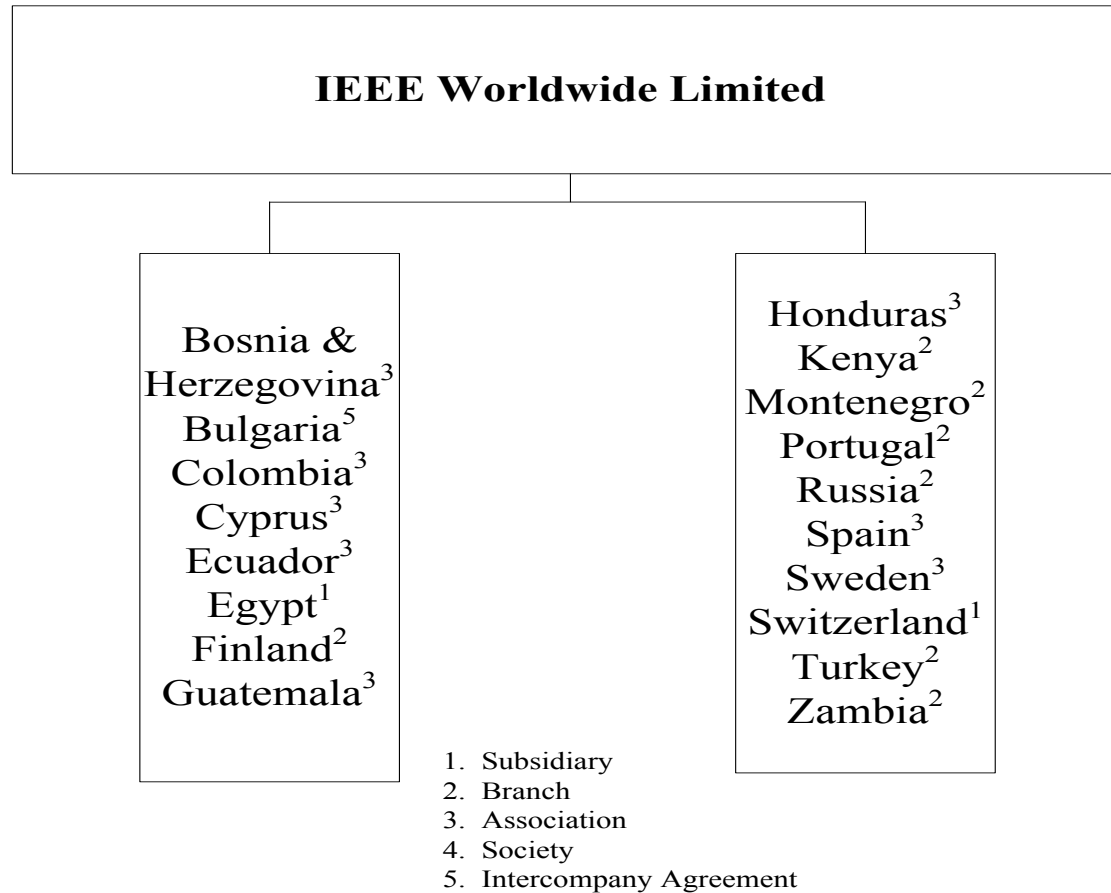 IEEE Worldwide Limited
Bosnia &
Herzegovina³
Bulgaria⁵
Colombia³
Cyprus³
Ecuador³
Egypt¹
Finland²
Guatemala³
Honduras³
Kenya²
Montenegro²
Portugal²
Russia²
Spain³
Sweden³
Switzerland¹
Turkey²
Zambia²
1. Subsidiary
2. Branch
3. Association
4. Society
5. Intercompany Agreement